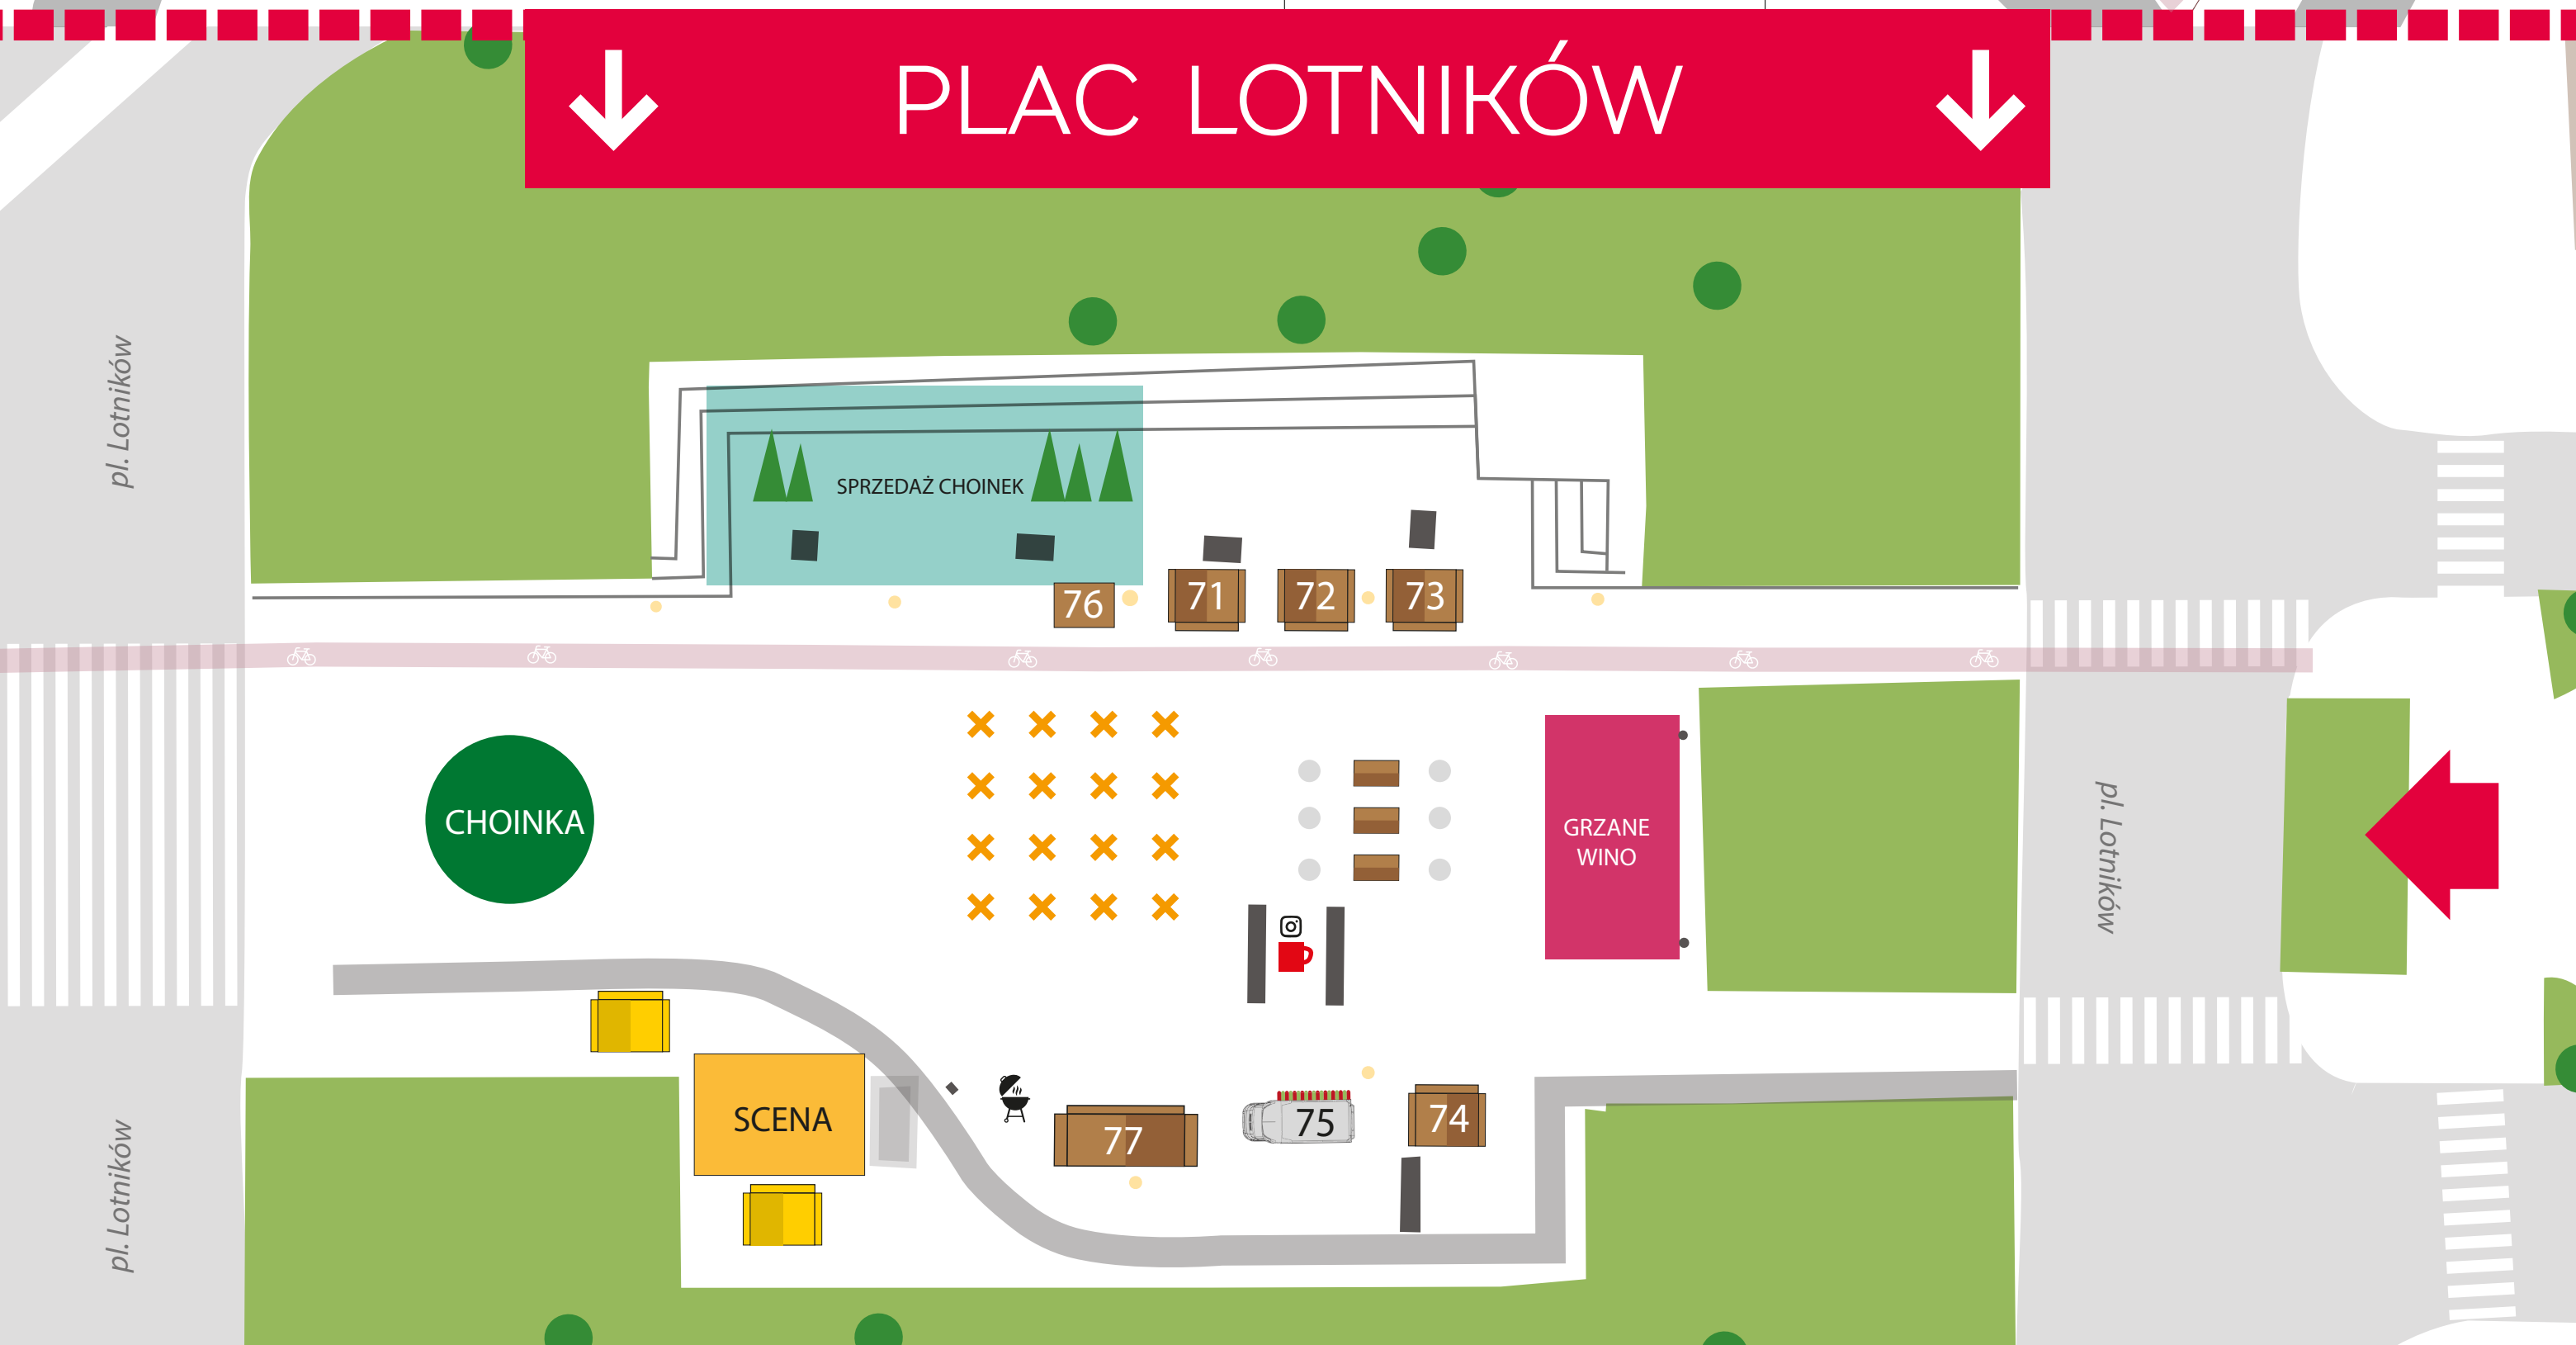 PLAC LOTNIKÓW
pl. Lotników
SPRZEDAŻ CHOINEK
76
71
72
73
CHOINKA
GRZANE
WINO
pl. Lotników
SCENA
77
75
74
pl. Lotników